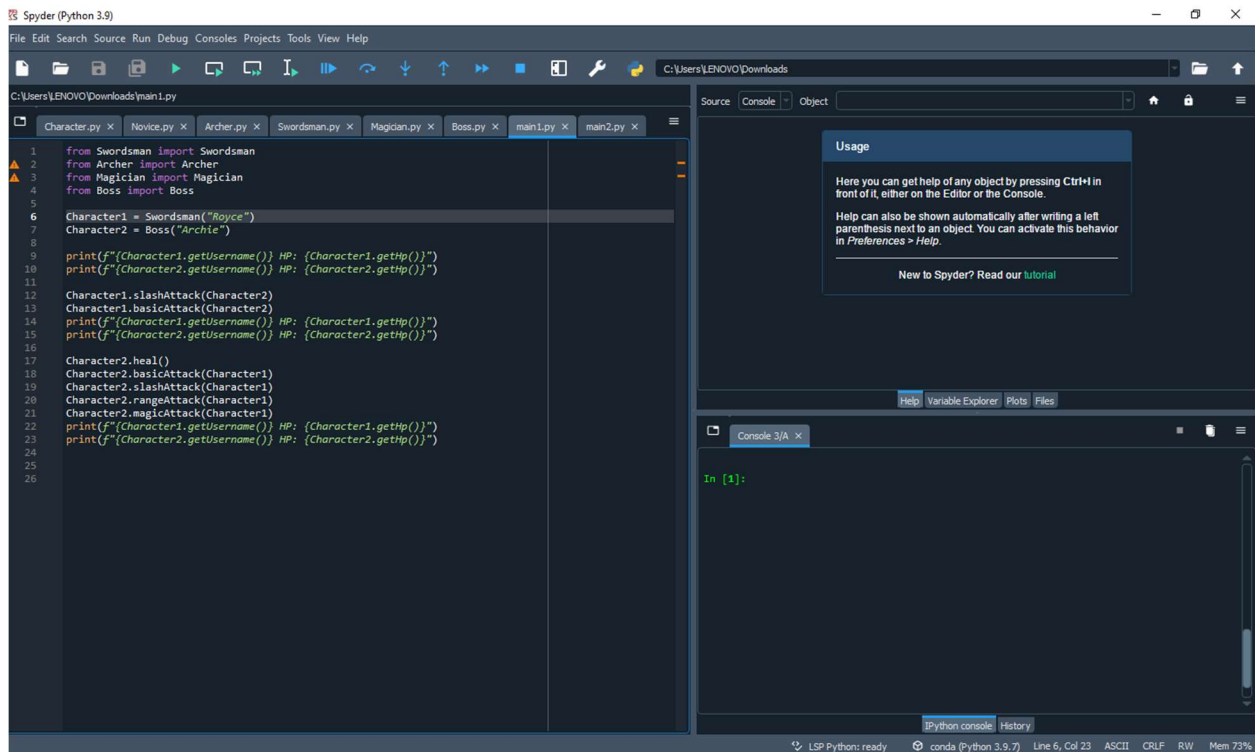 Spyder (Python 3.9)
File Edit Search Source Run Debug Consoles Projects Tools View Help
C:\Users\LENOVO\Downloads
C:\Users\LENOVO\Downloads\main1.py
Character.py Novice.py Archer.py Swordsman.py Magician.py Boss.py main1.py main2.py
1 from Swordsman import Swordsman
2 from Archer import Archer
3 from Magician import Magician
4 from Boss import Boss
5
6 Character1 = Swordsman("Royce")
7 Character2 = Boss("Archie")
8
9 print(f"{Character1.getUsername()} HP: {Character1.getHp()}")
10 print(f"{Character2.getUsername()} HP: {Character2.getHp()}")
11
12 Character1.slashAttack(Character2)
13 Character1.basicAttack(Character2)
14 print(f"{Character1.getUsername()} HP: {Character1.getHp()}")
15 print(f"{Character2.getUsername()} HP: {Character2.getHp()}")
16
17 Character2.heal()
18 Character2.basicAttack(Character1)
19 Character2.slashAttack(Character1)
20 Character2.rangeAttack(Character1)
21 Character2.magicAttack(Character1)
22 print(f"{Character1.getUsername()} HP: {Character1.getHp()}")
23 print(f"{Character2.getUsername()} HP: {Character2.getHp()}")
24
25
26
Source Console Object
Usage
Here you can get help of any object by pressing Ctrl+I in
front of it, either on the Editor or the Console.
Help can also be shown automatically after writing a left
parenthesis next to an object. You can activate this behavior
in Preferences > Help.
New to Spyder? Read our tutorial
Help Variable Explorer Plots Files
Console 3/A
In [1]:
IPython console History
LSP Python: ready conda (Python 3.9.7) Line 6, Col 23 ASCII CRLF RW Mem 73%